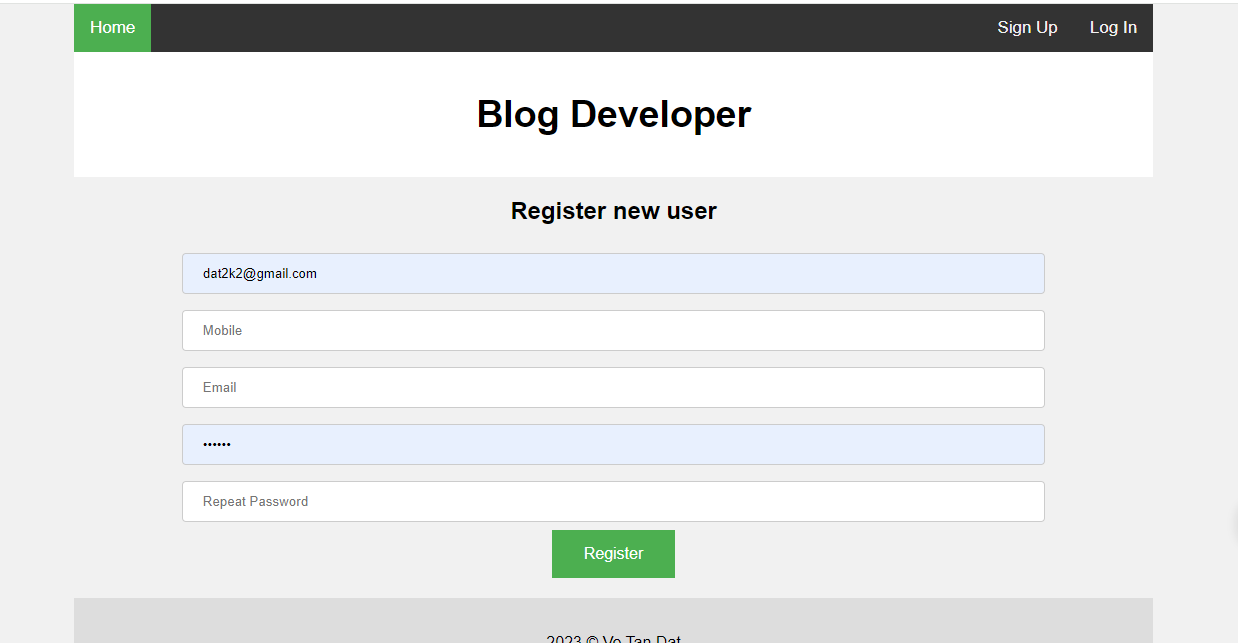 Home Sign Up Log In
Blog Developer
Register new user
dat2k2@gmail.com
Mobile
Email
••••••
Repeat Password
Register
2023 © Vo Tan Dat